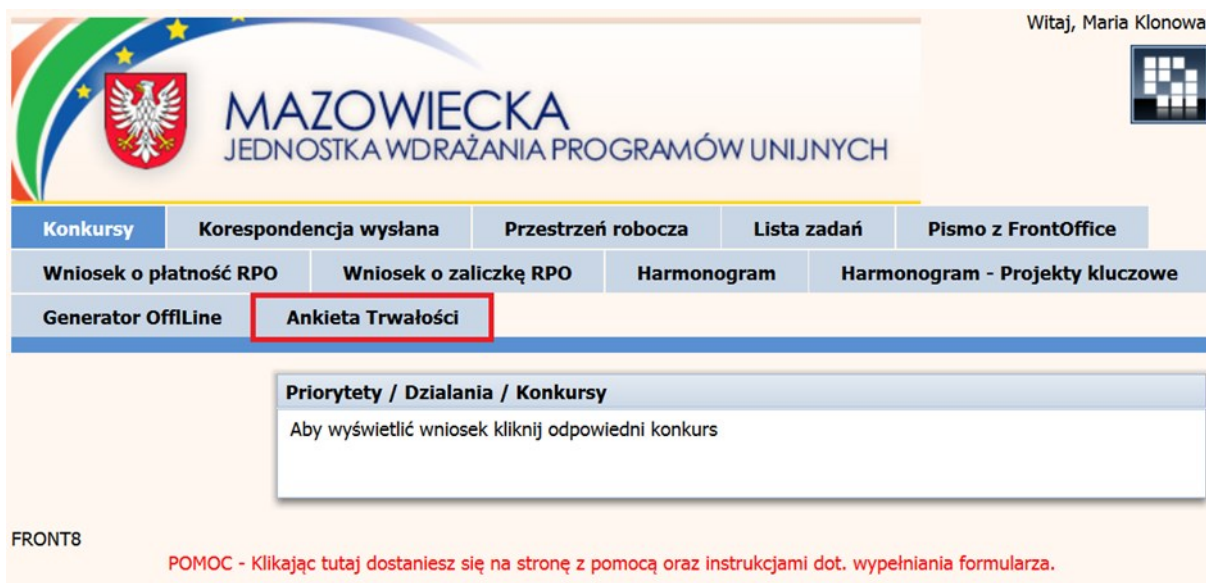 Witaj, Maria Klonowa
MAZOWIECKA
JEDNOSTKA WDRAŻANIA PROGRAMÓW UNIJNYCH
Konkursy Korespondencja wysłana Przestrzeń robocza Lista zadań Pismo z FrontOffice
Wniosek o płatność RPO Wniosek o zaliczkę RPO Harmonogram Harmonogram - Projekty kluczowe
Generator OfflLine Ankieta Trwałości
Priorytety / Dzialania / Konkursy
Aby wyświetlić wniosek kliknij odpowiedni konkurs
FRONT8
POMOC - Klikając tutaj dostaniesz się na stronę z pomocą oraz instrukcjami dot. wypełniania formularza.